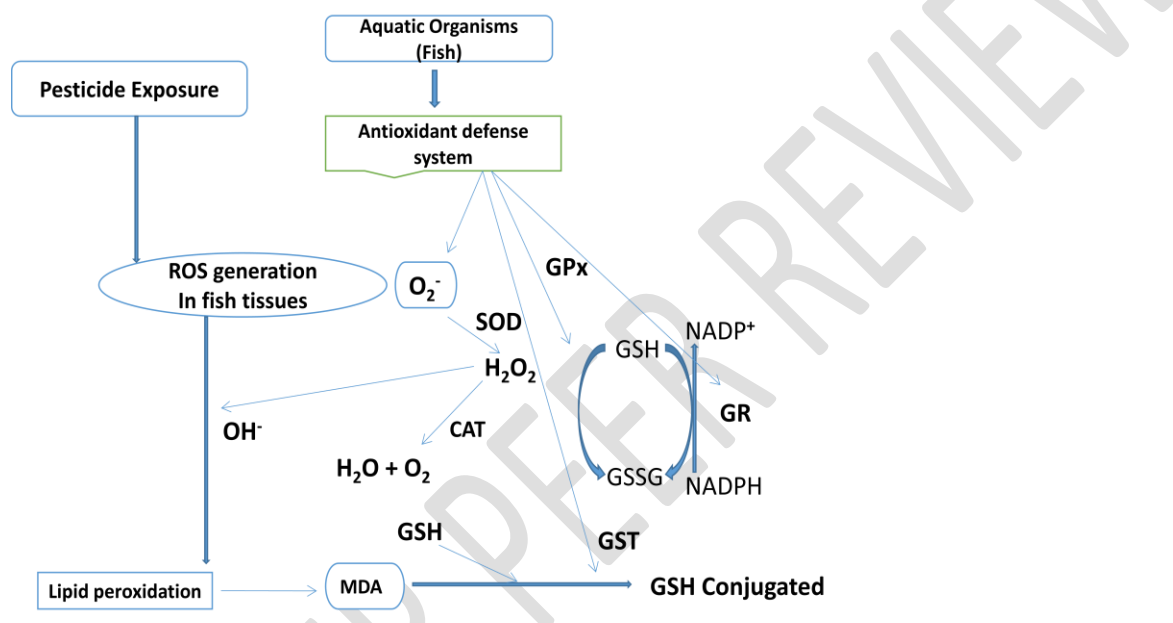 Aquatic Organisms
(Fish)
Pesticide Exposure
Antioxidant defense
system
ROS generation
In fish tissues
O₂⁻
GPx
SOD
NADP⁺
GSH
H₂O₂
GR
OH⁻
CAT
H₂O + O₂
GSSG
NADPH
GSH
GST
Lipid peroxidation
MDA
GSH Conjugated
PEER REVIEW